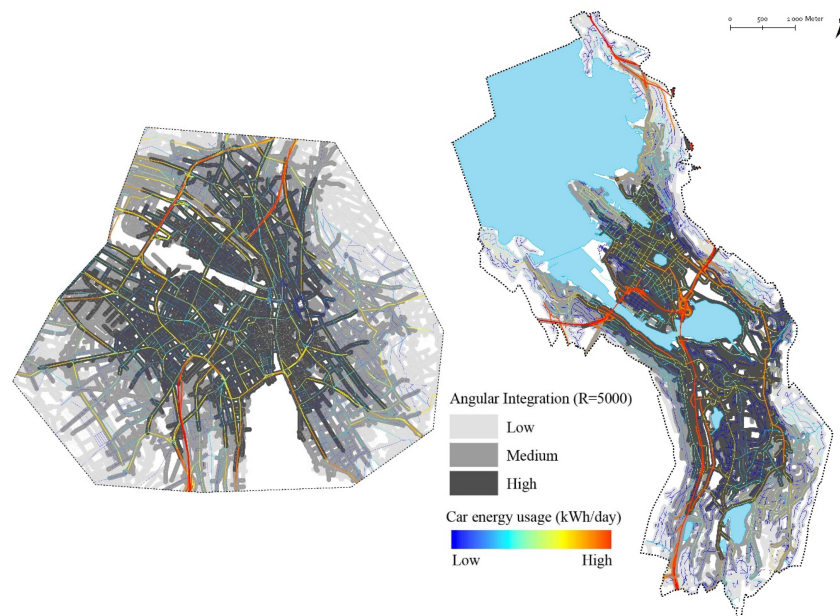 0 500 1 000 Meter
Angular Integration (R=5000)
Low
Medium
High
Car energy usage (kWh/day)
Low High